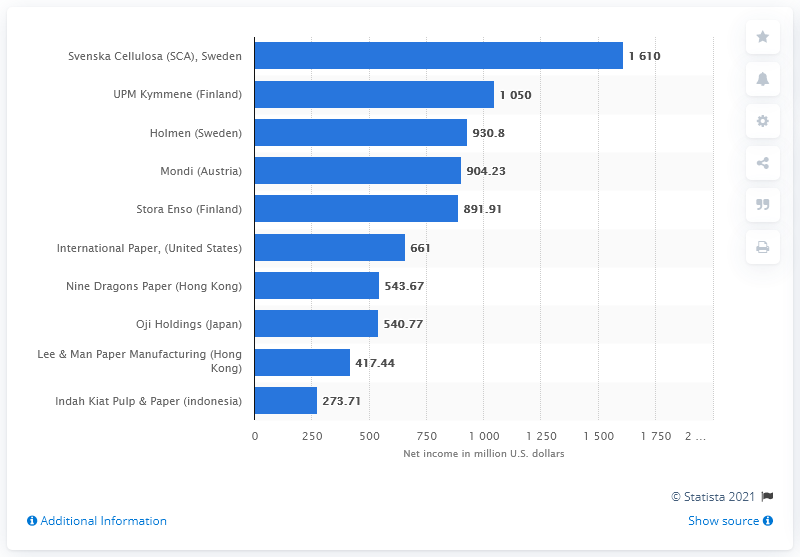 Svenska Cellulosa (SCA), Sweden 1 610
UPM Kymmene (Finland) 1 050
Holmen (Sweden) 930.8
Mondi (Austria) 904.23
Stora Enso (Finland) 891.91
International Paper, (United States) 661
Nine Dragons Paper (Hong Kong) 543.67
Oji Holdings (Japan) 540.77
Lee & Man Paper Manufacturing (Hong
Kong) 417.44
Indah Kiat Pulp & Paper (indonesia) 273.71
0 250 500 750 1 000 1 250 1 500 1 750 2 ...
Net income in million U.S. dollars
© Statista 2021
Additional Information Show source